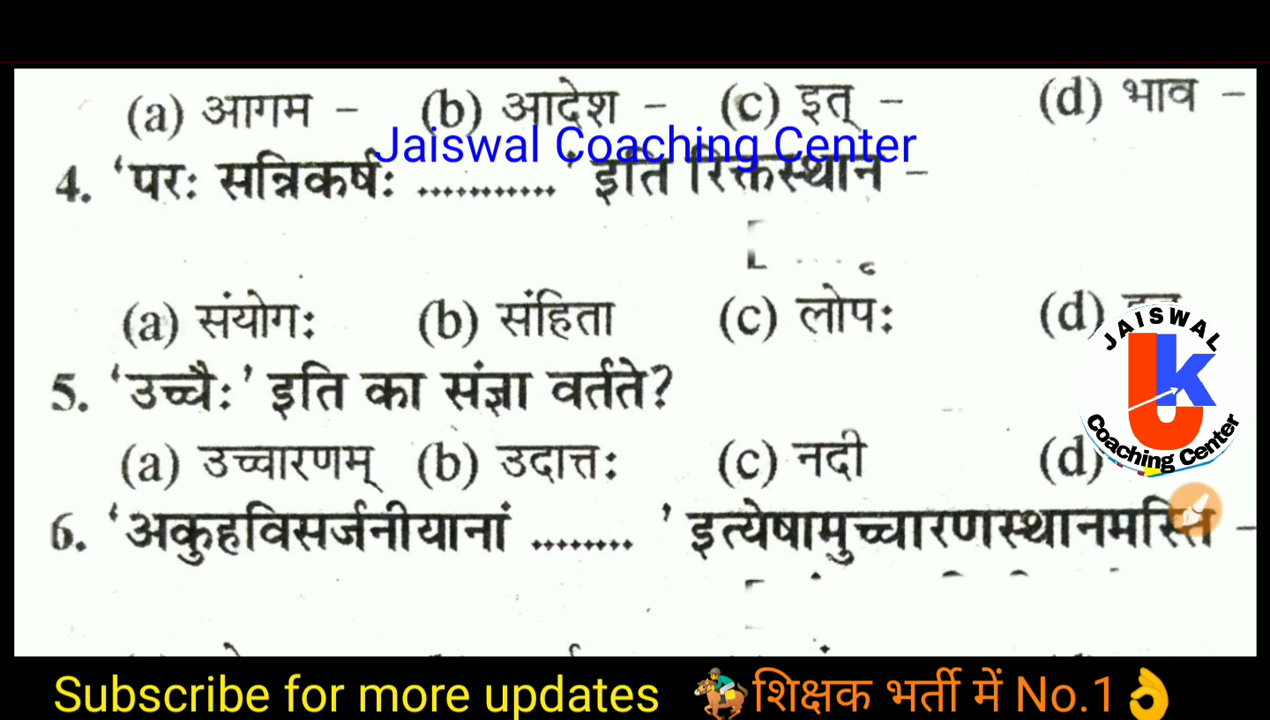 (a) आगम – (b) आदेश – (c) इत् – (d) भाव –
Jaiswal Coaching Center
4. ‘परः सन्निकर्षः ........... ’ इति रिक्तस्थान –
(a) संयोगः (b) संहिता (c) लोपः (d)
5. ‘उच्चैः’ इति का संज्ञा वर्तते?
(a) उच्चारणम् (b) उदात्तः (c) नदी (d)
6. ‘अकुहविसर्जनीयानां ........ ’ इत्येषामुच्चारणस्थानमस्ति –
JAISWAL
UK
Coaching Center
Subscribe for more updates शिक्षक भर्ती में No.1